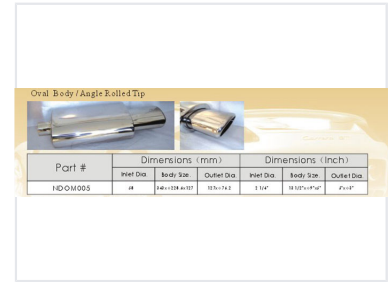 Oval Body / Angle Rolled Tip
Part # Dimensions (mm) Dimensions (Inch)
Inlet Dia. Body Size. Outlet Dia. Inlet Dia. Body Size. Outlet Dia.
NDOM005 2 1/4"